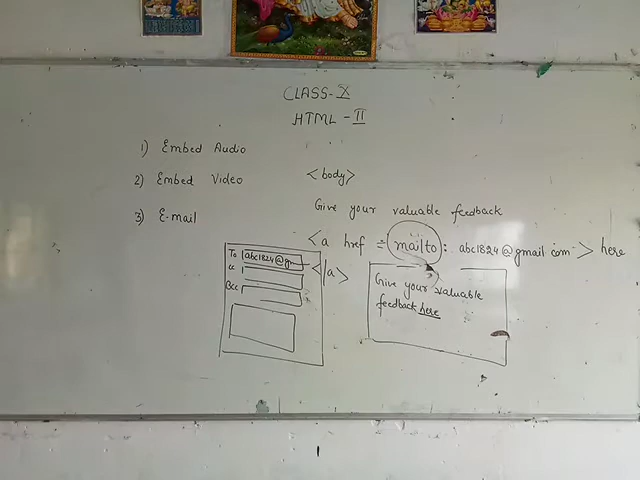 CLASS-X
HTML-II
1) Embed Audio
2) Embed Video
<body>
3) E-mail
Give your valuable feedback
<a href = mailto: abc1824@gmail com> here
</a>
To abc1824@gm
cc
Bcc
Give your valuable
feedback here